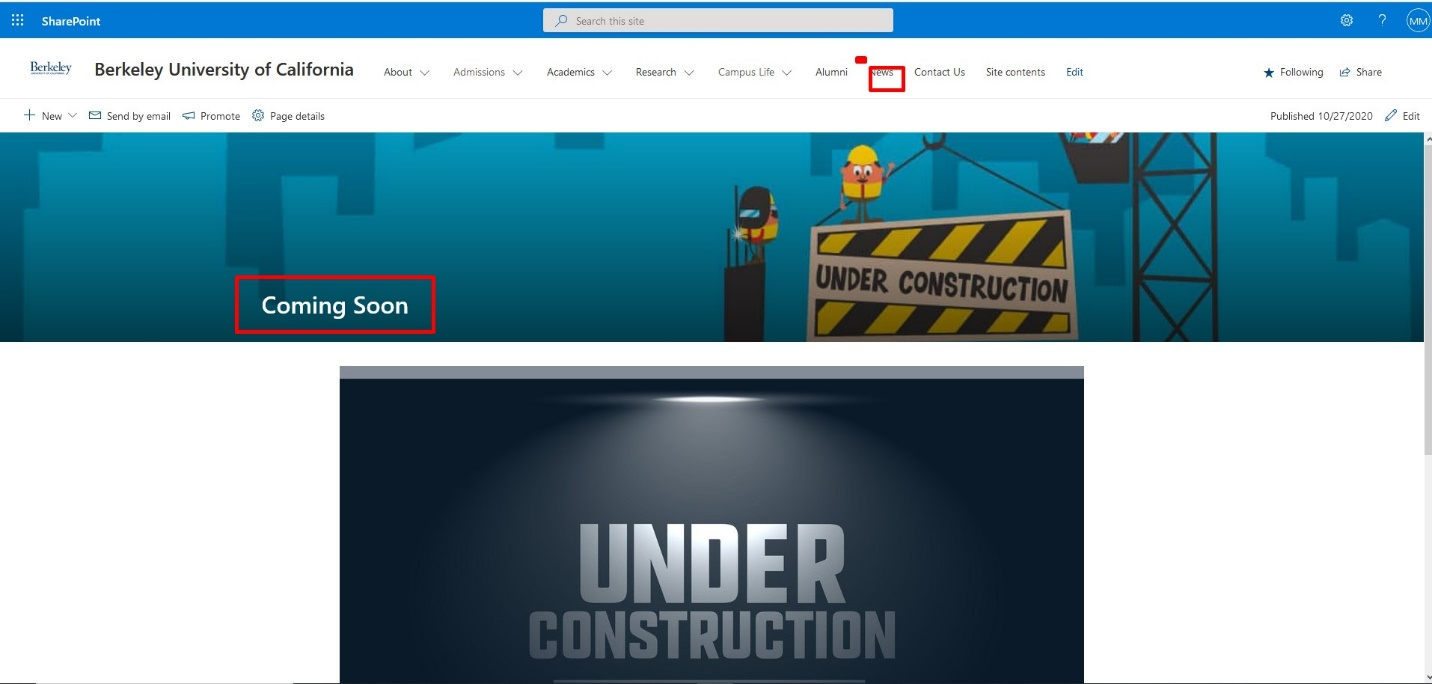 SharePoint
Search this site
? MM
Berkeley
Berkeley University of California
About Admissions Academics Research Campus Life Alumni News Contact Us Site contents Edit
Following Share
New Send by email Promote Page details
Published 10/27/2020 Edit
UNDER CONSTRUCTION
Coming Soon
UNDER
CONSTRUCTION